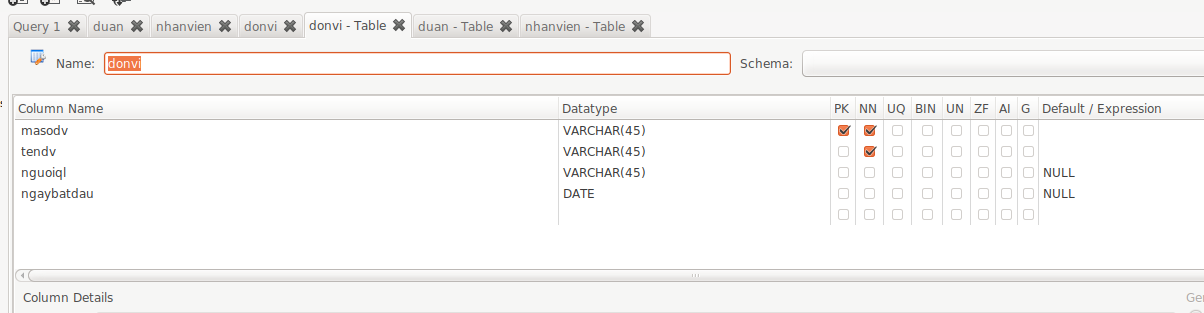 Query 1 duan nhanvien donvi donvi - Table duan - Table nhanvien - Table
Name: donvi Schema:
Column Name Datatype PK NN UQ BIN UN ZF AI G Default / Expression
masodv VARCHAR(45)
tendv VARCHAR(45)
nguoiql VARCHAR(45) NULL
ngaybatdau DATE NULL
Column Details